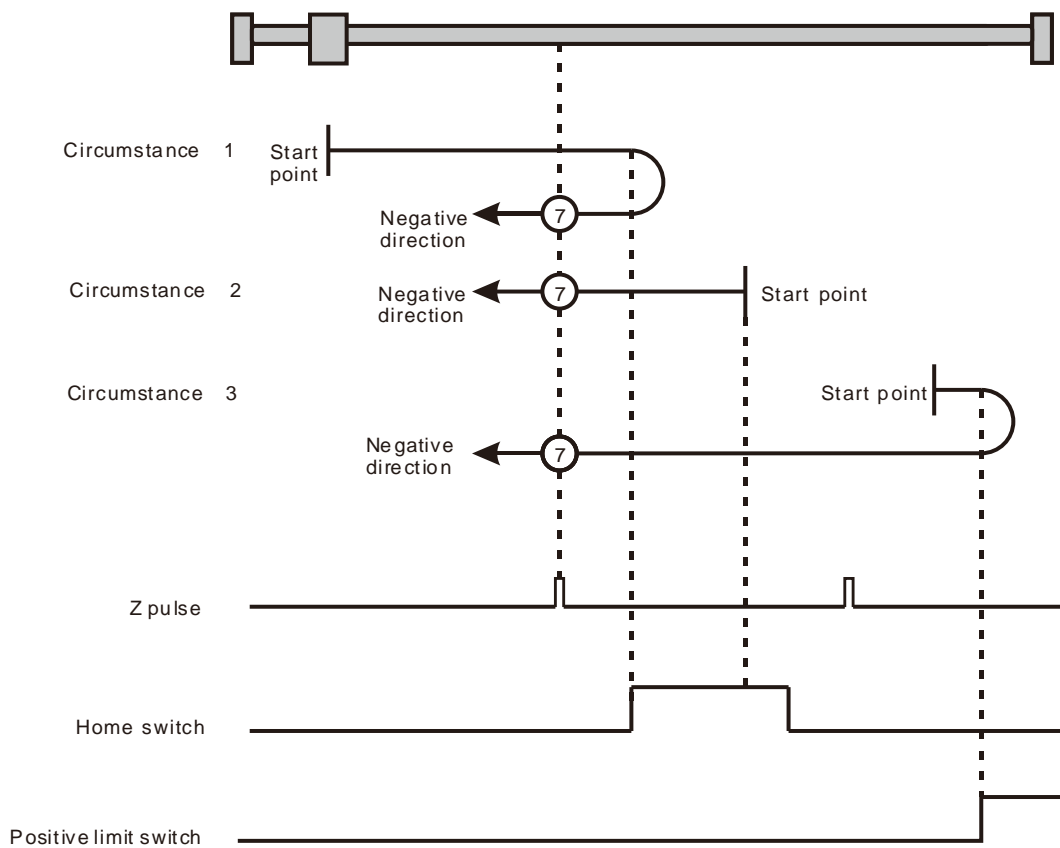 Circumstance 1
Start
point
7
Negative
direction
Circumstance 2
7
Negative
direction
Start point
Circumstance 3
Start point
7
Negative
direction
Z pulse
Home switch
Positive limit switch